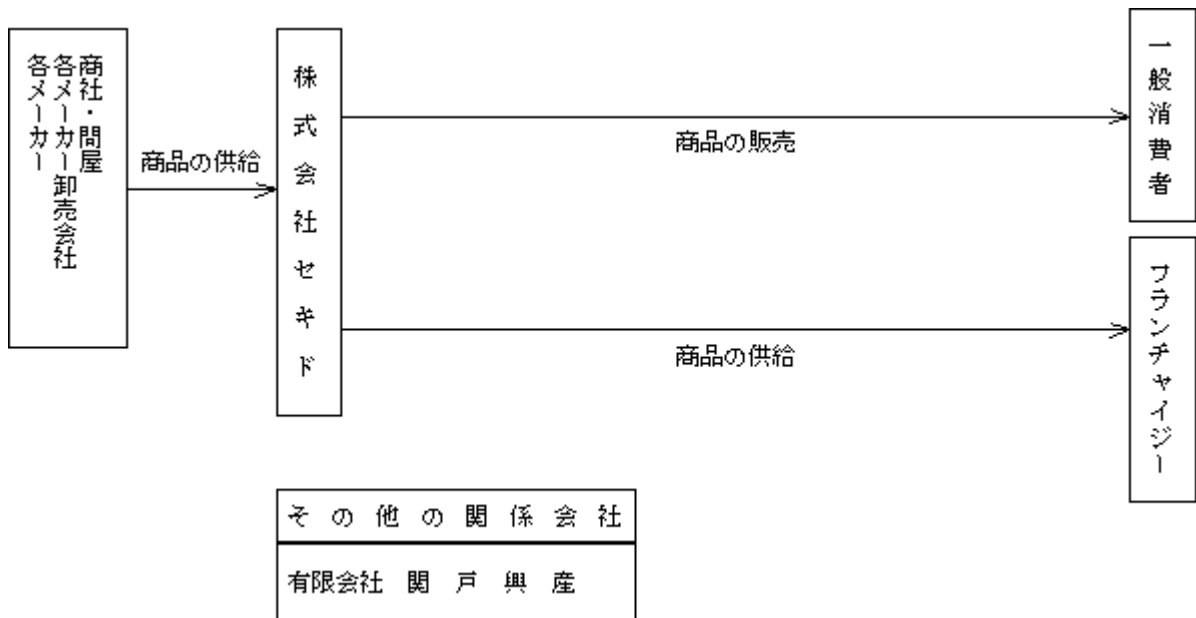 商社・問屋
各メーカー卸売会社
各メーカー
商品の供給
株式会社セキド
商品の販売
一般消費者
商品の供給
フランチャイジー
その他の関係会社
有限会社 関戸興産